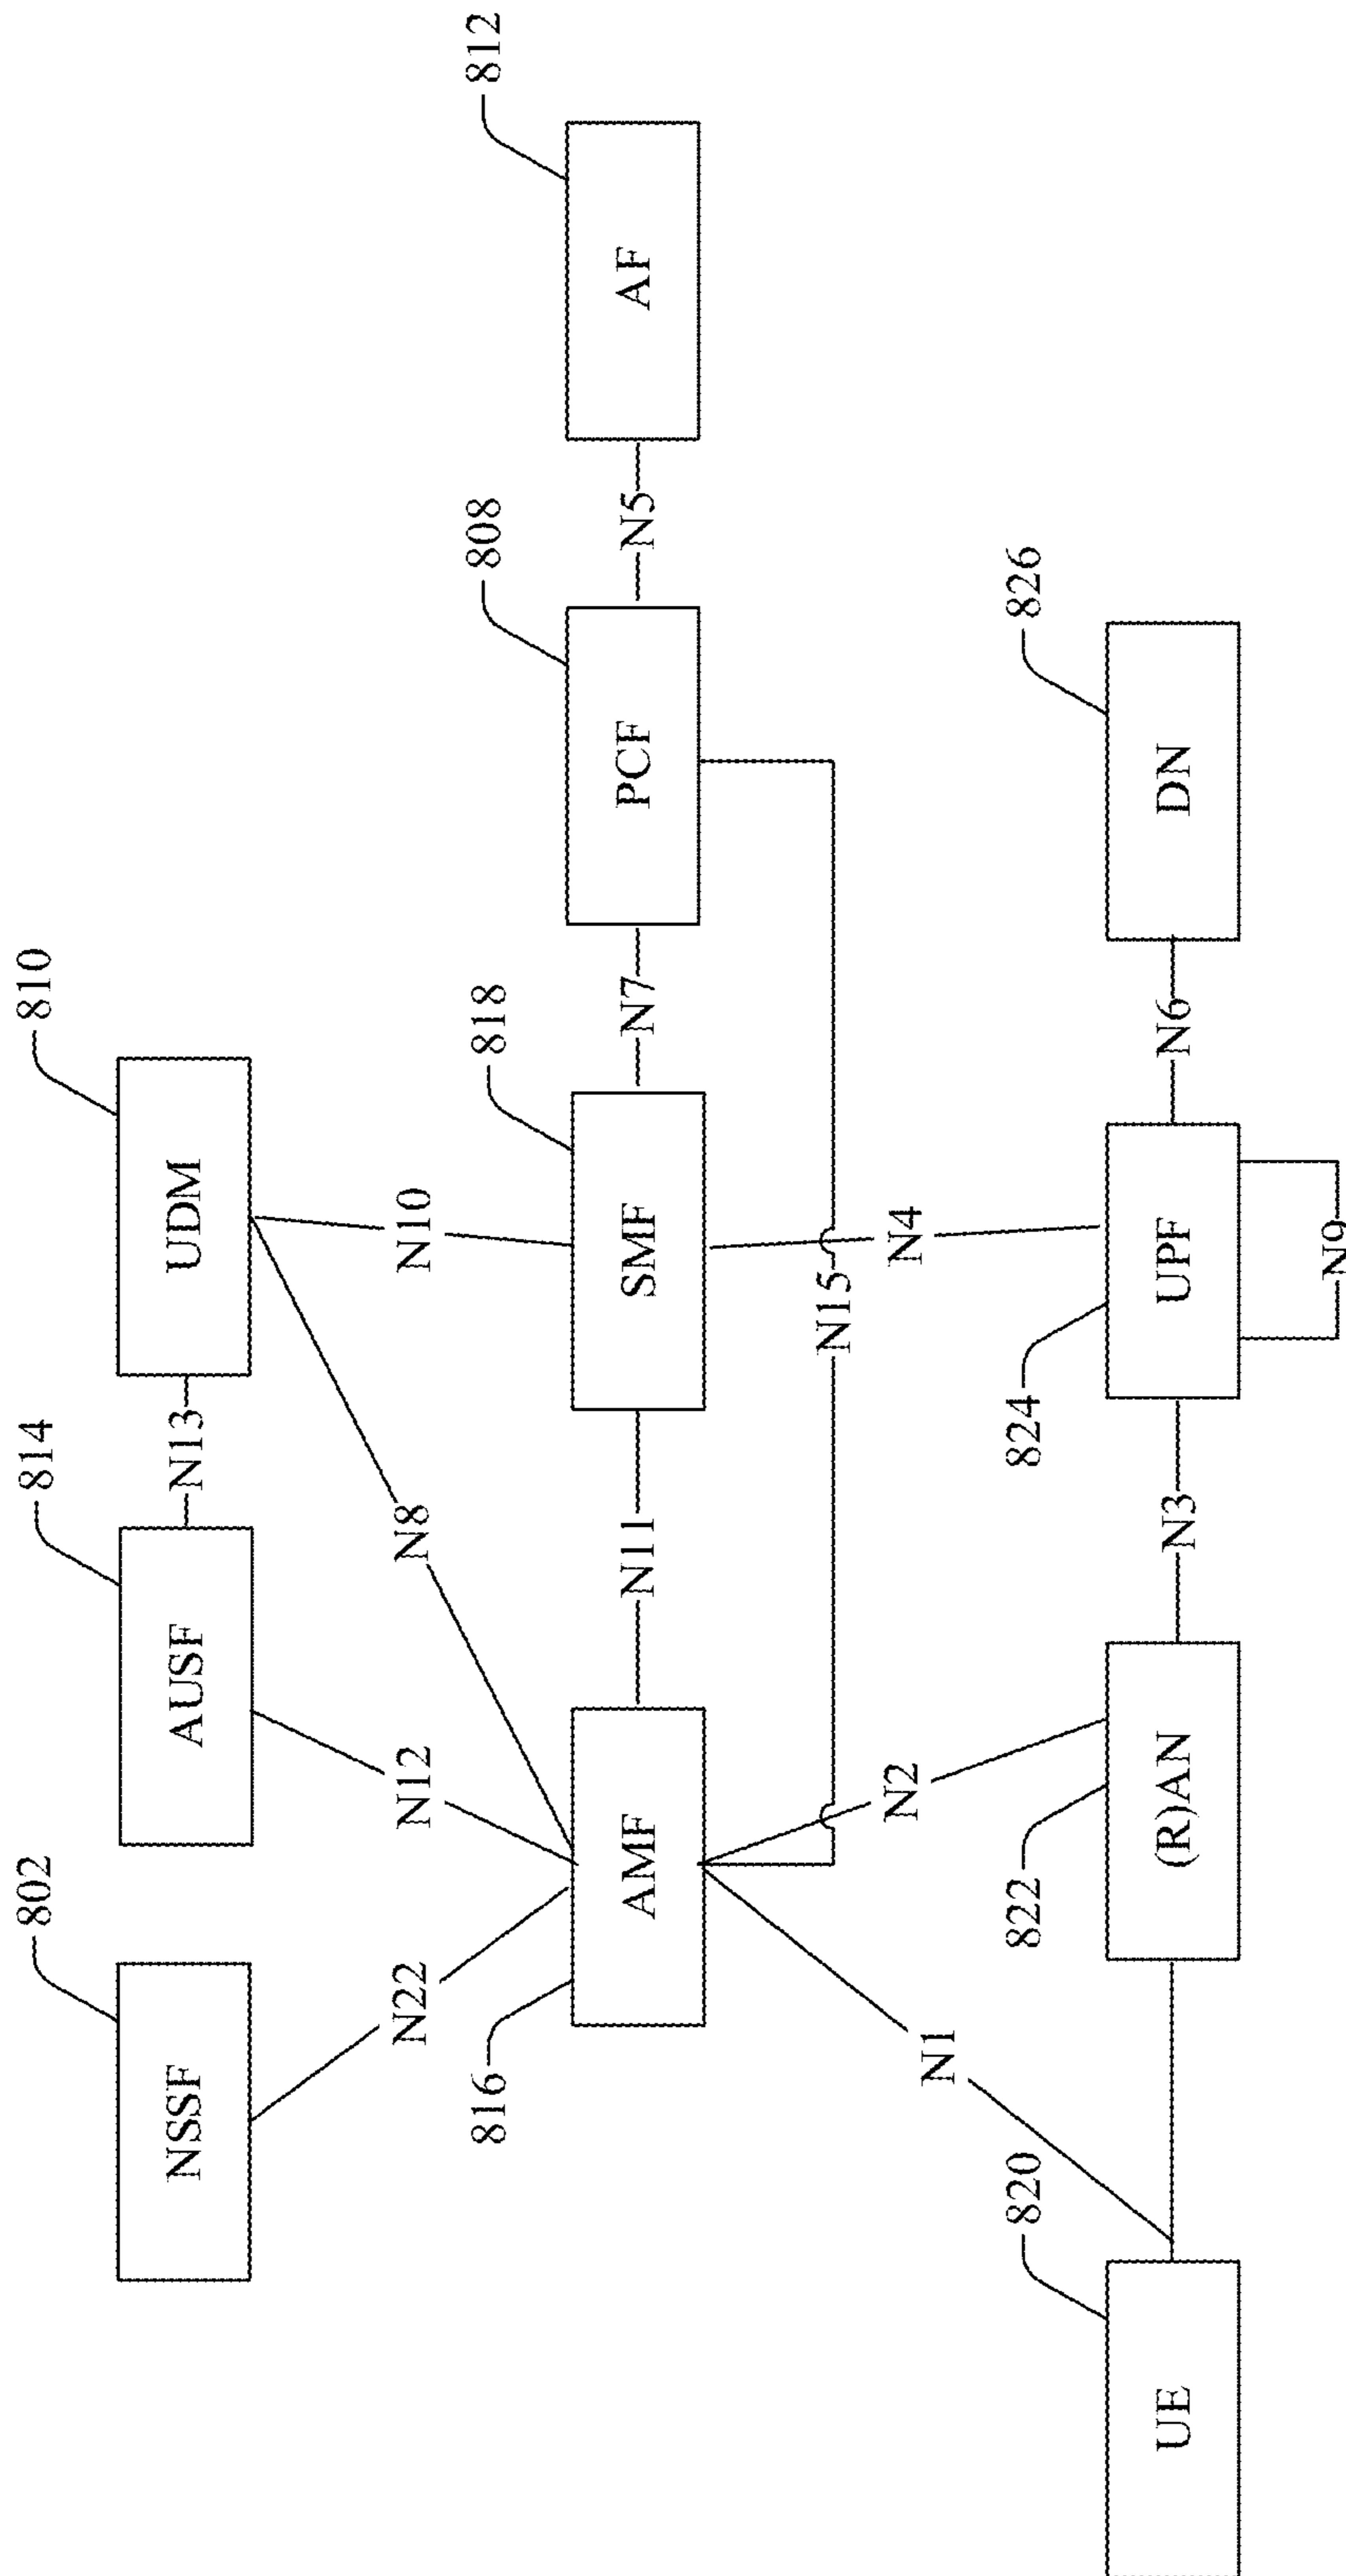 802
814
810
NSSF
AUSF
N13
UDM
N22
N12
N8
N10
816
818
808
812
AMF
N11
SMF
N7
PCF
N5
AF
N15
N1
N2
N4
820
822
824
826
UE
(R)AN
N3
UPF
N6
DN
N9